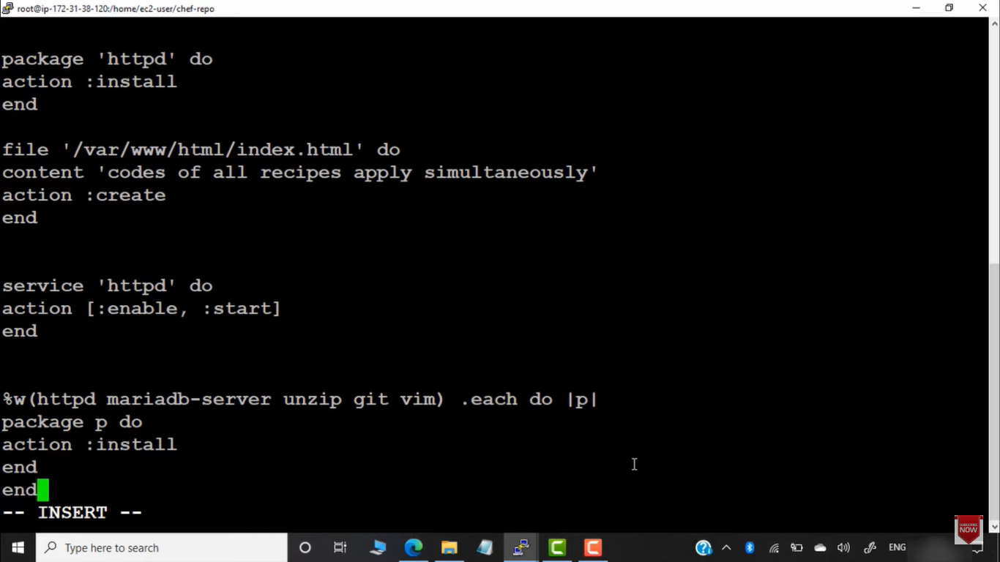 root@ip-172-31-38-120:/home/ec2-user/chef-repo
package 'httpd' do
action :install
end
file '/var/www/html/index.html' do
content 'codes of all recipes apply simultaneously'
action :create
end
service 'httpd' do
action [:enable, :start]
end
%w(httpd mariadb-server unzip git vim) .each do |p|
package p do
action :install
end
end
-- INSERT --
SUBSCRIBE
NOW
Type here to search
ENG